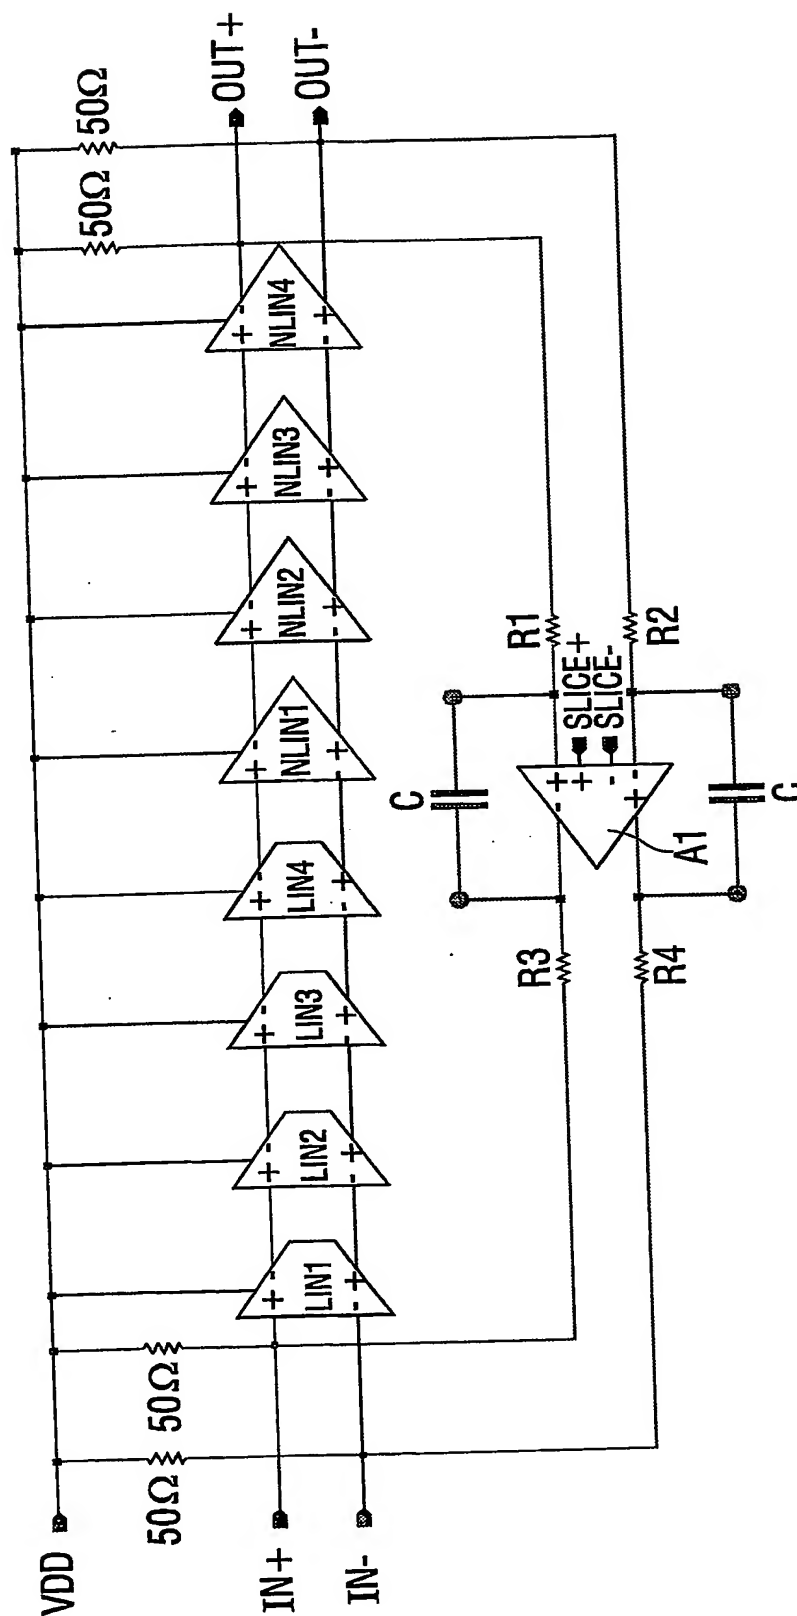 VDD
IN+
IN-
50Ω
50Ω
+ - LIN1 - +
+ - LIN2 - +
+ - LIN3 - +
+ - LIN4 - +
+ - NLIN1 - +
+ - NLIN2 - +
+ - NLIN3 - +
+ - NLIN4 - +
50Ω
50Ω
OUT+
OUT-
R3
R4
C
C
A1
+ -
+
-
- +
SLICE+
SLICE-
R1
R2